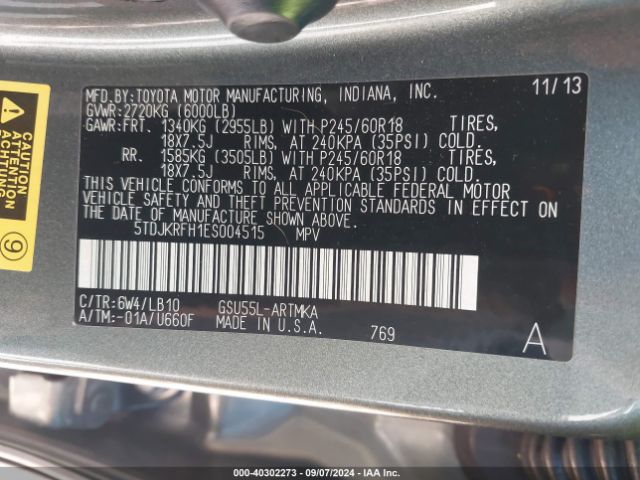 MFD.BY:TOYOTA MOTOR MANUFACTURING, INDIANA, INC. 11/13
GVWR:2720KG (6000LB)
GAWR:FRT. 1340KG (2955LB) WITH P245/60R18 TIRES,
18X7.5J RIMS, AT 240KPA (35PSI) COLD.
RR. 1585KG (3505LB) WITH P245/60R18 TIRES,
18X7.5J RIMS, AT 240KPA (35PSI) COLD.
THIS VEHICLE CONFORMS TO ALL APPLICABLE FEDERAL MOTOR
VEHICLE SAFETY AND THEFT PREVENTION STANDARDS IN EFFECT ON
THE DATE OF MANUFACTURE SHOWN ABOVE.
5TDJKRFH1ES004515 MPV
C/TR:6W4/LB10 GSU55L-ARTMKA
A/TM:-01A/U660F MADE IN U.S.A. 769 A
CAUTION
ATTENTION
ACHTUNG
9
000-40302273 - 09/07/2024 - IAA Inc.